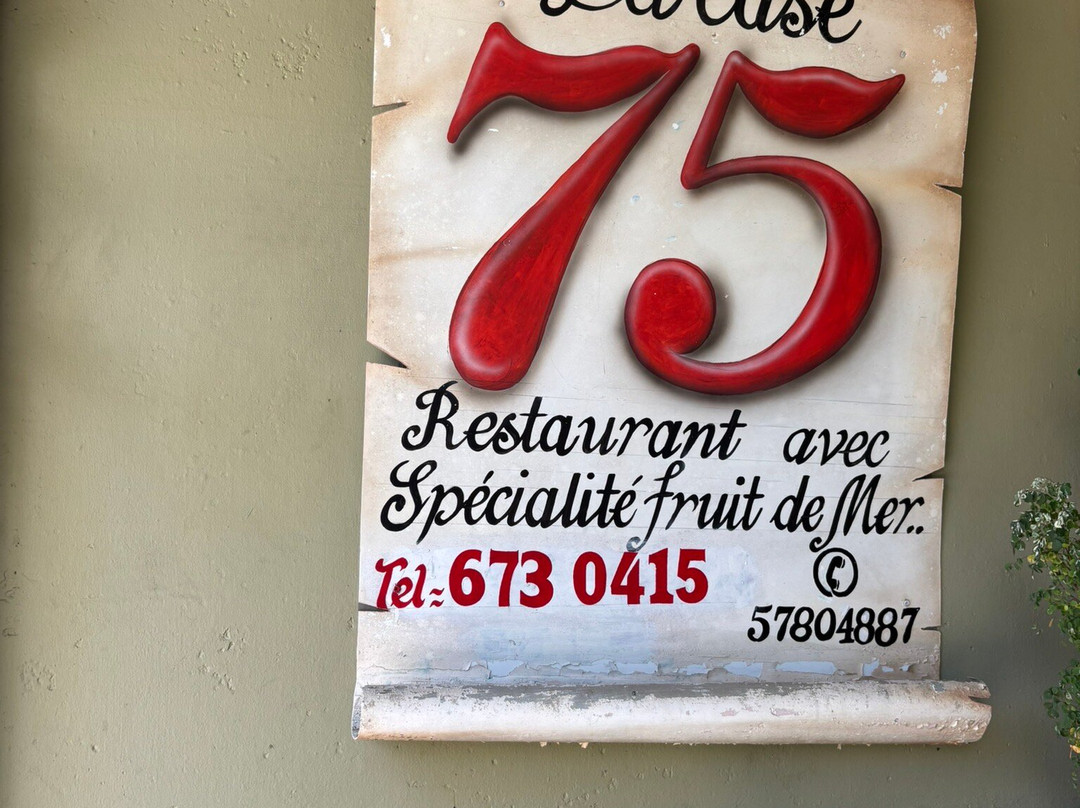 75
Restaurant avec
Spécialité fruit de Mer..
Tel: 673 0415
57804887